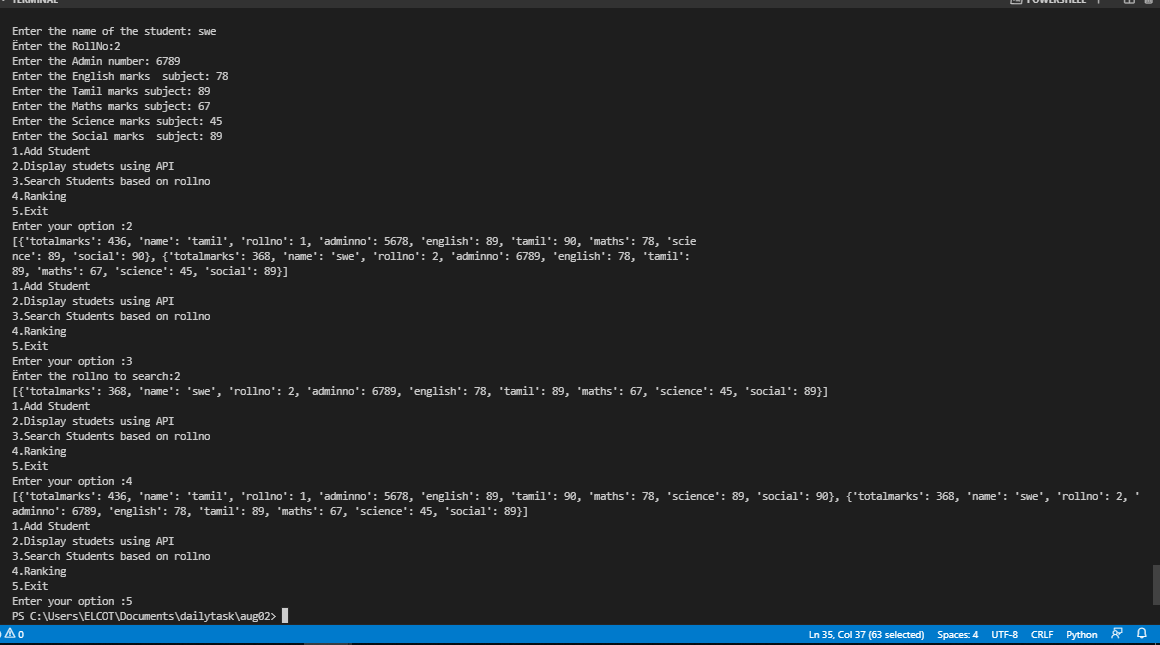 TERMINAL
POWERSHELL
Enter the name of the student: swe
Enter the RollNo:2
Enter the Admin number: 6789
Enter the English marks  subject: 78
Enter the Tamil marks subject: 89
Enter the Maths marks subject: 67
Enter the Science marks subject: 45
Enter the Social marks  subject: 89
1.Add Student
2.Display studets using API
3.Search Students based on rollno
4.Ranking
5.Exit
Enter your option :2
[{'totalmarks': 436, 'name': 'tamil', 'rollno': 1, 'adminno': 5678, 'english': 89, 'tamil': 90, 'maths': 78, 'scie
nce': 89, 'social': 90}, {'totalmarks': 368, 'name': 'swe', 'rollno': 2, 'adminno': 6789, 'english': 78, 'tamil':
89, 'maths': 67, 'science': 45, 'social': 89}]
1.Add Student
2.Display studets using API
3.Search Students based on rollno
4.Ranking
5.Exit
Enter your option :3
Enter the rollno to search:2
[{'totalmarks': 368, 'name': 'swe', 'rollno': 2, 'adminno': 6789, 'english': 78, 'tamil': 89, 'maths': 67, 'science': 45, 'social': 89}]
1.Add Student
2.Display studets using API
3.Search Students based on rollno
4.Ranking
5.Exit
Enter your option :4
[{'totalmarks': 436, 'name': 'tamil', 'rollno': 1, 'adminno': 5678, 'english': 89, 'tamil': 90, 'maths': 78, 'science': 89, 'social': 90}, {'totalmarks': 368, 'name': 'swe', 'rollno': 2, '
adminno': 6789, 'english': 78, 'tamil': 89, 'maths': 67, 'science': 45, 'social': 89}]
1.Add Student
2.Display studets using API
3.Search Students based on rollno
4.Ranking
5.Exit
Enter your option :5
PS C:\Users\ELCOT\Documents\dailytask\aug02>
0 Ln 35, Col 37 (63 selected) Spaces: 4 UTF-8 CRLF Python